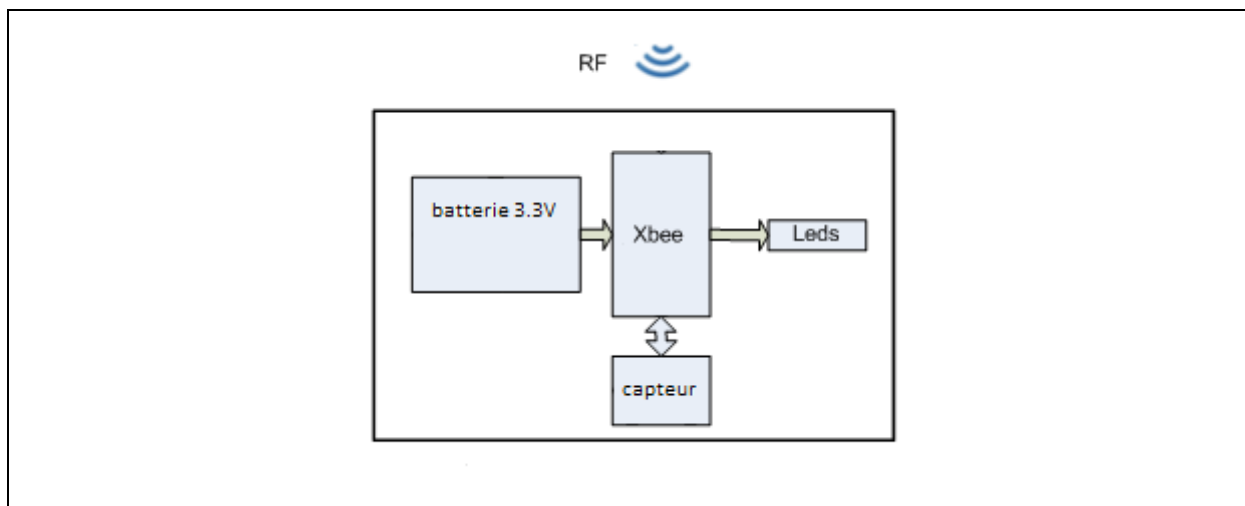 RF
batterie 3.3V
Xbee
Leds
capteur